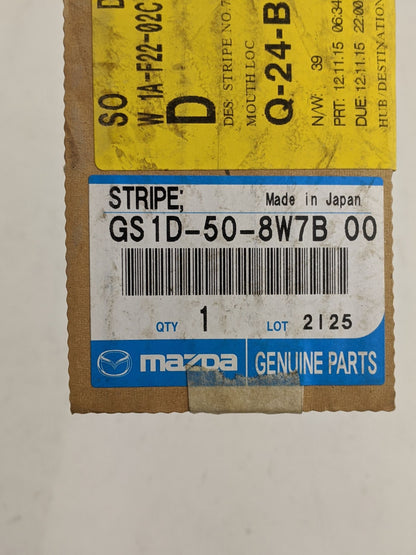 SO D
W 1A-F22-02C
D
DES: STRIPE NO.7
MOUTH LOC
Q-24-B
N/W: 39
PRT: 12.11.15 06:34
DUE: 12.11.15 22:00
HUB / DESTINATION
STRIPE;
Made in Japan
GS1D-50-8W7B 00
QTY 1 LOT 2125
mazda GENUINE PARTS